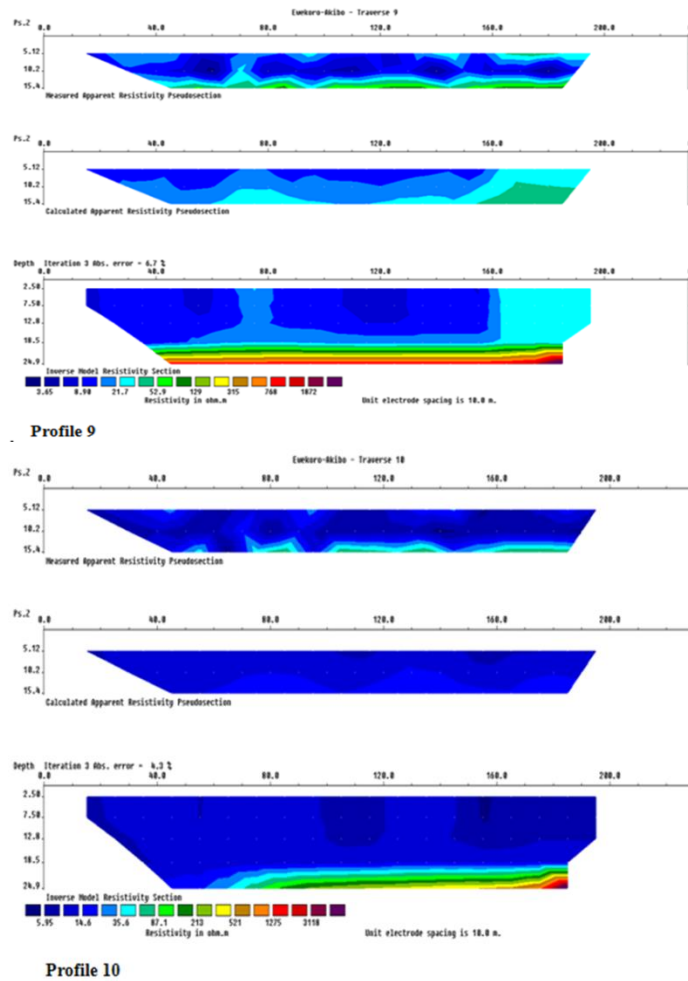 Ewekoro-Akibo - Traverse 9
Ps.Z 0.0 40.0 80.0 120.0 160.0 200.0
5.12
10.2
15.4
Measured Apparent Resistivity Pseudosection
Ps.Z 0.0 40.0 80.0 120.0 160.0 200.0
5.12
10.2
15.4
Calculated Apparent Resistivity Pseudosection
Depth Iteration 3 Abs. error = 6.7 %
0.0 40.0 80.0 120.0 160.0 200.0
2.50
7.50
12.8
18.5
24.9
Inverse Model Resistivity Section
3.65 8.90 21.7 52.9 129 315 768 1872
Resistivity in ohm.m Unit electrode spacing is 10.0 m.
Profile 9
Ewekoro-Akibo - Traverse 10
Ps.Z 0.0 40.0 80.0 120.0 160.0 200.0
5.12
10.2
15.4
Measured Apparent Resistivity Pseudosection
Ps.Z 0.0 40.0 80.0 120.0 160.0 200.0
5.12
10.2
15.4
Calculated Apparent Resistivity Pseudosection
Depth Iteration 3 Abs. error = 4.3 %
0.0 40.0 80.0 120.0 160.0 200.0
2.50
7.50
12.8
18.5
24.9
Inverse Model Resistivity Section
5.95 14.6 35.6 87.1 213 521 1275 3118
Resistivity in ohm.m Unit electrode spacing is 10.0 m.
Profile 10